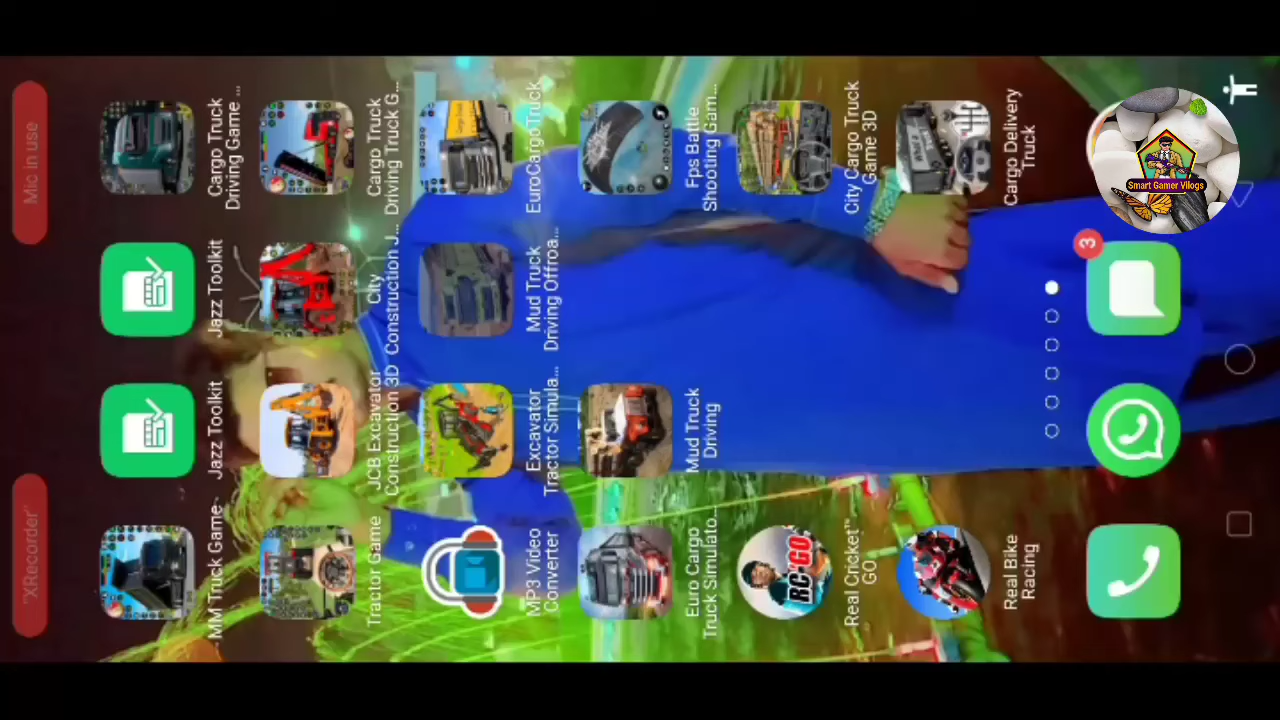 "XRecorder"
Mic in use
MM Truck Game
Jazz Toolkit
Jazz Toolkit
Cargo Truck
Driving Game ...
Tractor Game
JCB Excavator
Construction 3D
City
Construction J...
Cargo Truck
Driving Truck G...
MP3 Video
Converter
Excavator
Tractor Simula...
Mud Truck
Driving Offroa...
EuroCargo Truck
Euro Cargo
Truck Simulato...
Mud Truck
Driving
Fps Battle
Shooting Gam...
RC GO
Real Cricket™
GO
City Cargo Truck
Game 3D
Real Bike
Racing
Cargo Delivery
Truck
3
Smart Gamer Vilogs